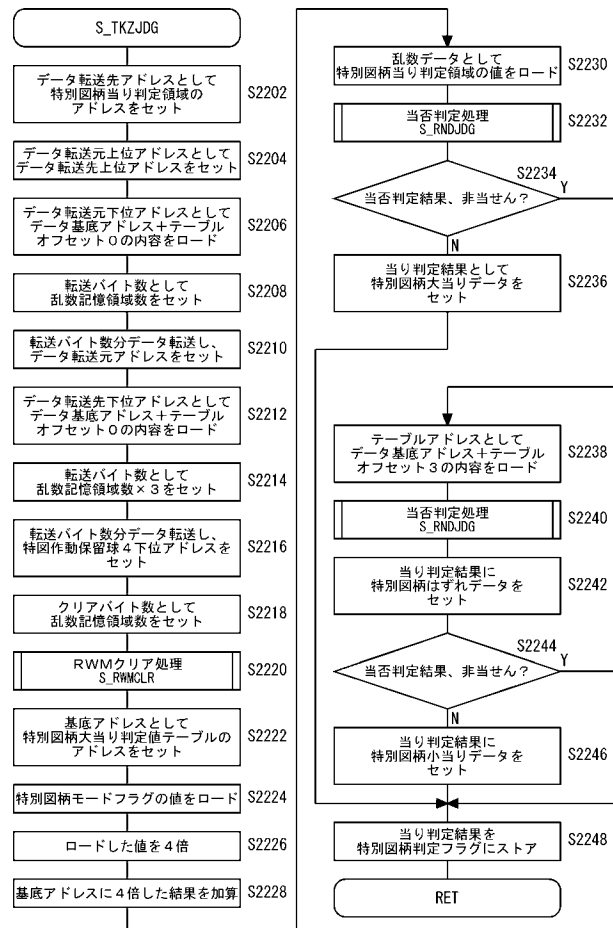 S_TKZJDG
データ転送先アドレスとして
特別図柄当り判定領域の
アドレスをセット
S2202
データ転送元上位アドレスとして
データ転送先上位アドレスをセット
S2204
データ転送元下位アドレスとして
データ基底アドレス＋テーブル
オフセット０の内容をロード
S2206
転送バイト数として
乱数記憶領域数をセット
S2208
転送バイト数分データ転送し、
データ転送元アドレスをセット
S2210
データ転送先下位アドレスとして
データ基底アドレス＋テーブル
オフセット０の内容をロード
S2212
転送バイト数として
乱数記憶領域数×３をセット
S2214
転送バイト数分データ転送し、
特図作動保留球４下位アドレスを
セット
S2216
クリアバイト数として
乱数記憶領域数をセット
S2218
ＲＷＭクリア処理
S_RWMCLR
S2220
基底アドレスとして
特別図柄大当り判定値テーブルの
アドレスをセット
S2222
特別図柄モードフラグの値をロード
S2224
ロードした値を４倍
S2226
基底アドレスに４倍した結果を加算
S2228
乱数データとして
特別図柄当り判定領域の値をロード
S2230
当否判定処理
S_RNDJDG
S2232
S2234
当否判定結果、非当せん？
Y
N
当り判定結果として
特別図柄大当りデータを
セット
S2236
テーブルアドレスとして
データ基底アドレス＋テーブル
オフセット３の内容をロード
S2238
当否判定処理
S_RNDJDG
S2240
当り判定結果に
特別図柄はずれデータを
セット
S2242
S2244
当否判定結果、非当せん？
Y
N
当り判定結果に
特別図柄小当りデータを
セット
S2246
当り判定結果を
特別図柄判定フラグにストア
S2248
RET